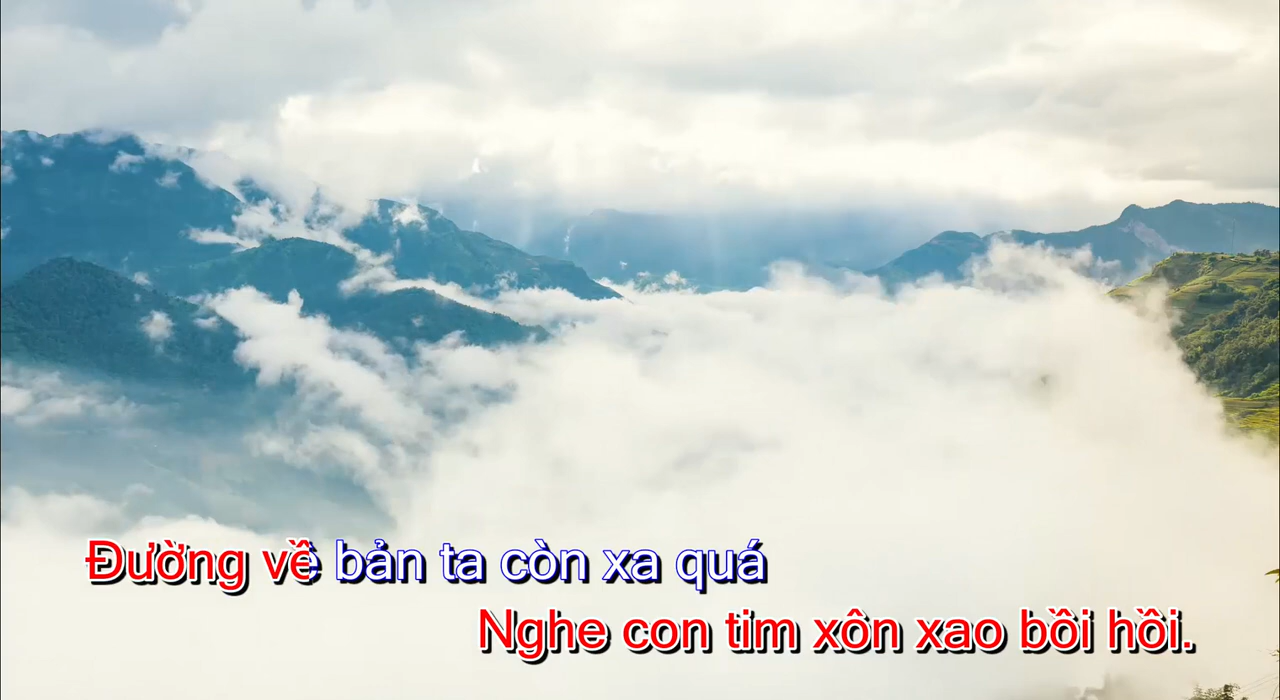 Đường về bản ta còn xa quá
Nghe con tim xôn xao bồi hồi.